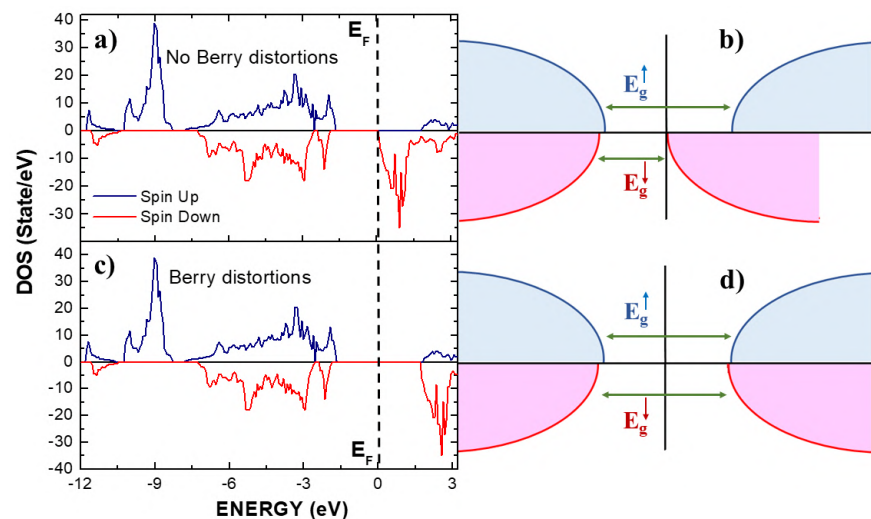 a)
No Berry distortions
E_F
40
30
20
10
0
-10
-20
-30
Spin Up
Spin Down
b)
E_g↑
E_g↓
DOS (State/eV)
c)
Berry distortions
E_F
40
30
20
10
0
-10
-20
-30
40
-12 -9 -6 -3 0 3
ENERGY (eV)
d)
E_g↑
E_g↓